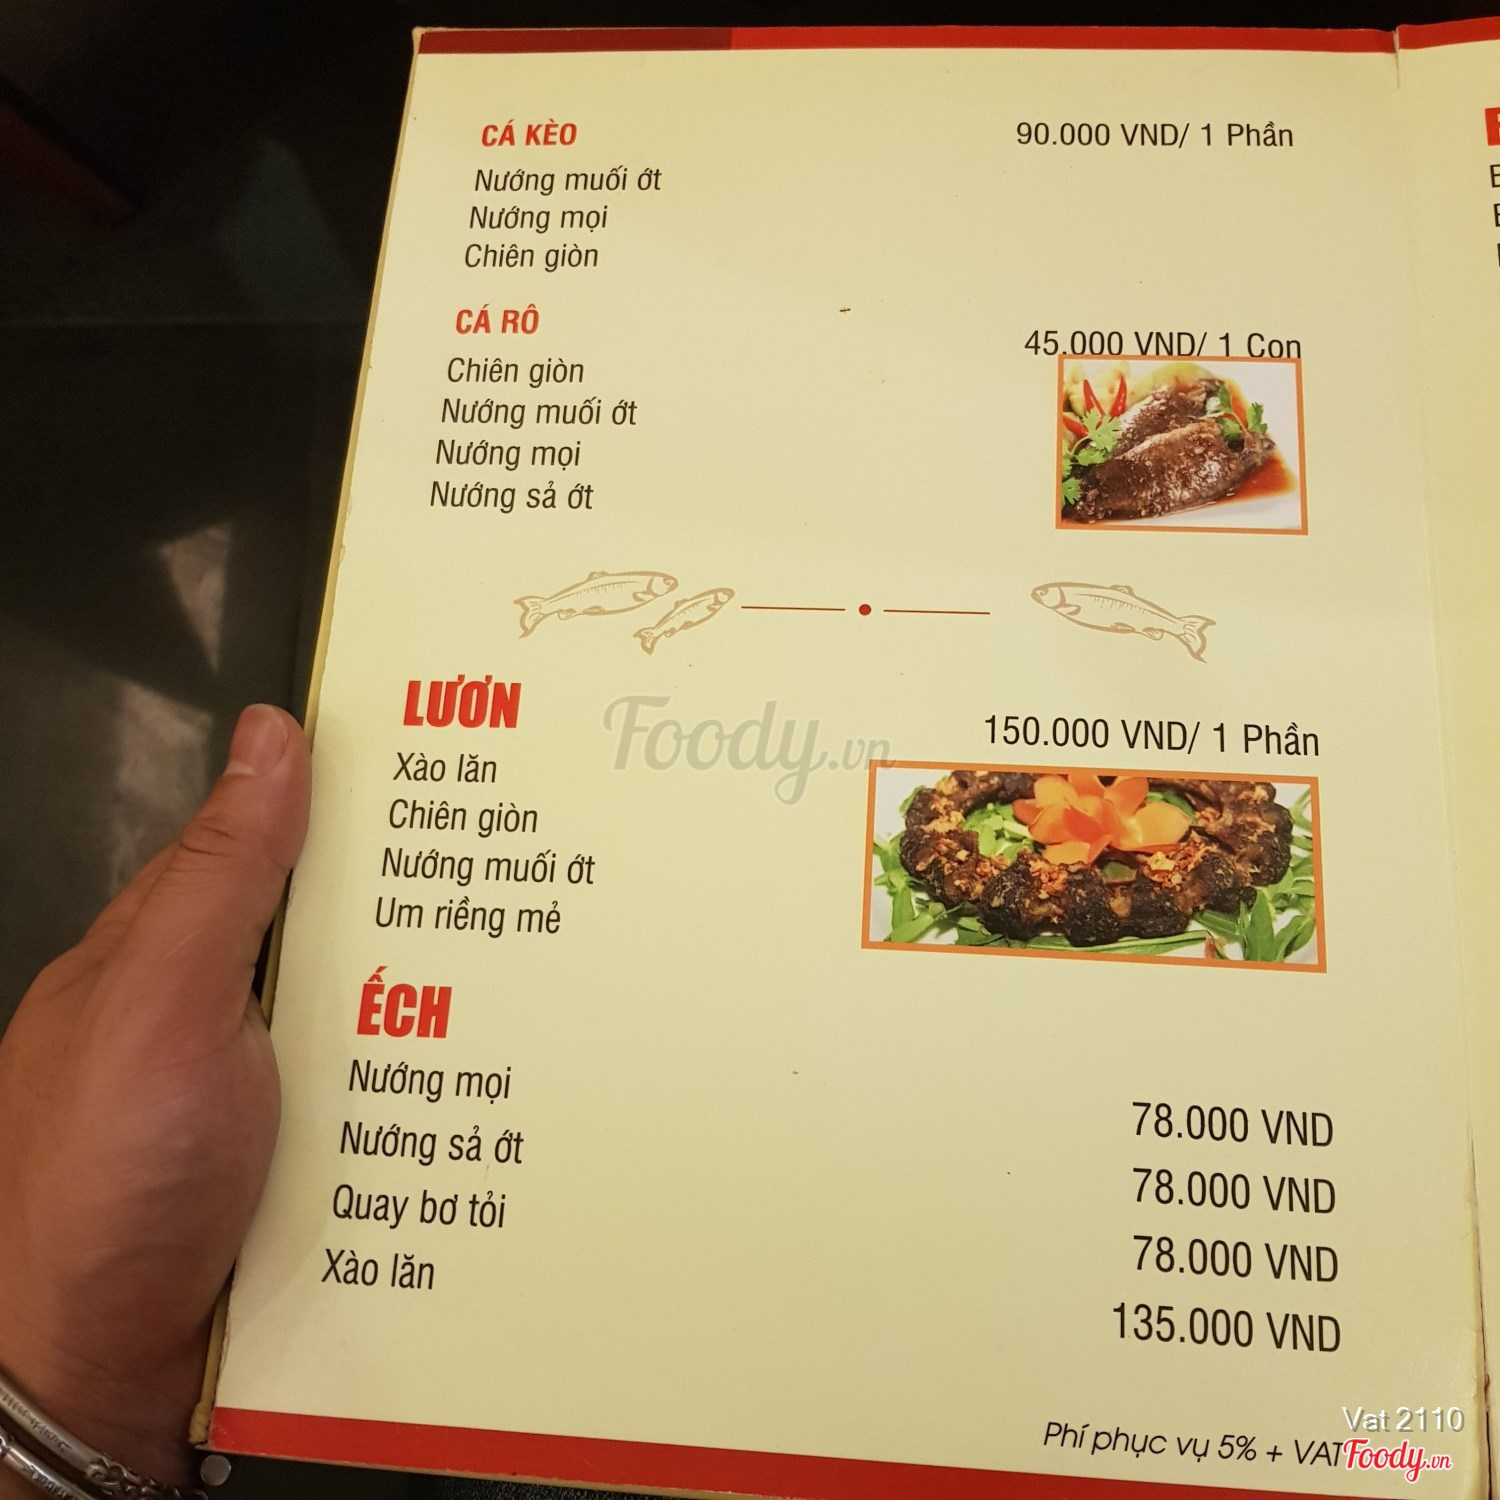 CÁ KÈO
90.000 VND/ 1 Phần
Nướng muối ớt
Nướng mọi
Chiên giòn
CÁ RÔ
45.000 VND/ 1 Con
Chiên giòn
Nướng muối ớt
Nướng mọi
Nướng sả ớt
LƯƠN
150.000 VND/ 1 Phần
Xào lăn
Chiên giòn
Nướng muối ớt
Um riềng mẻ
Foody.vn
ẾCH
Nướng mọi 78.000 VND
Nướng sả ớt 78.000 VND
Quay bơ tỏi 78.000 VND
Xào lăn 135.000 VND
Phí phục vụ 5% + VAT
Vat 2110
Foody.vn